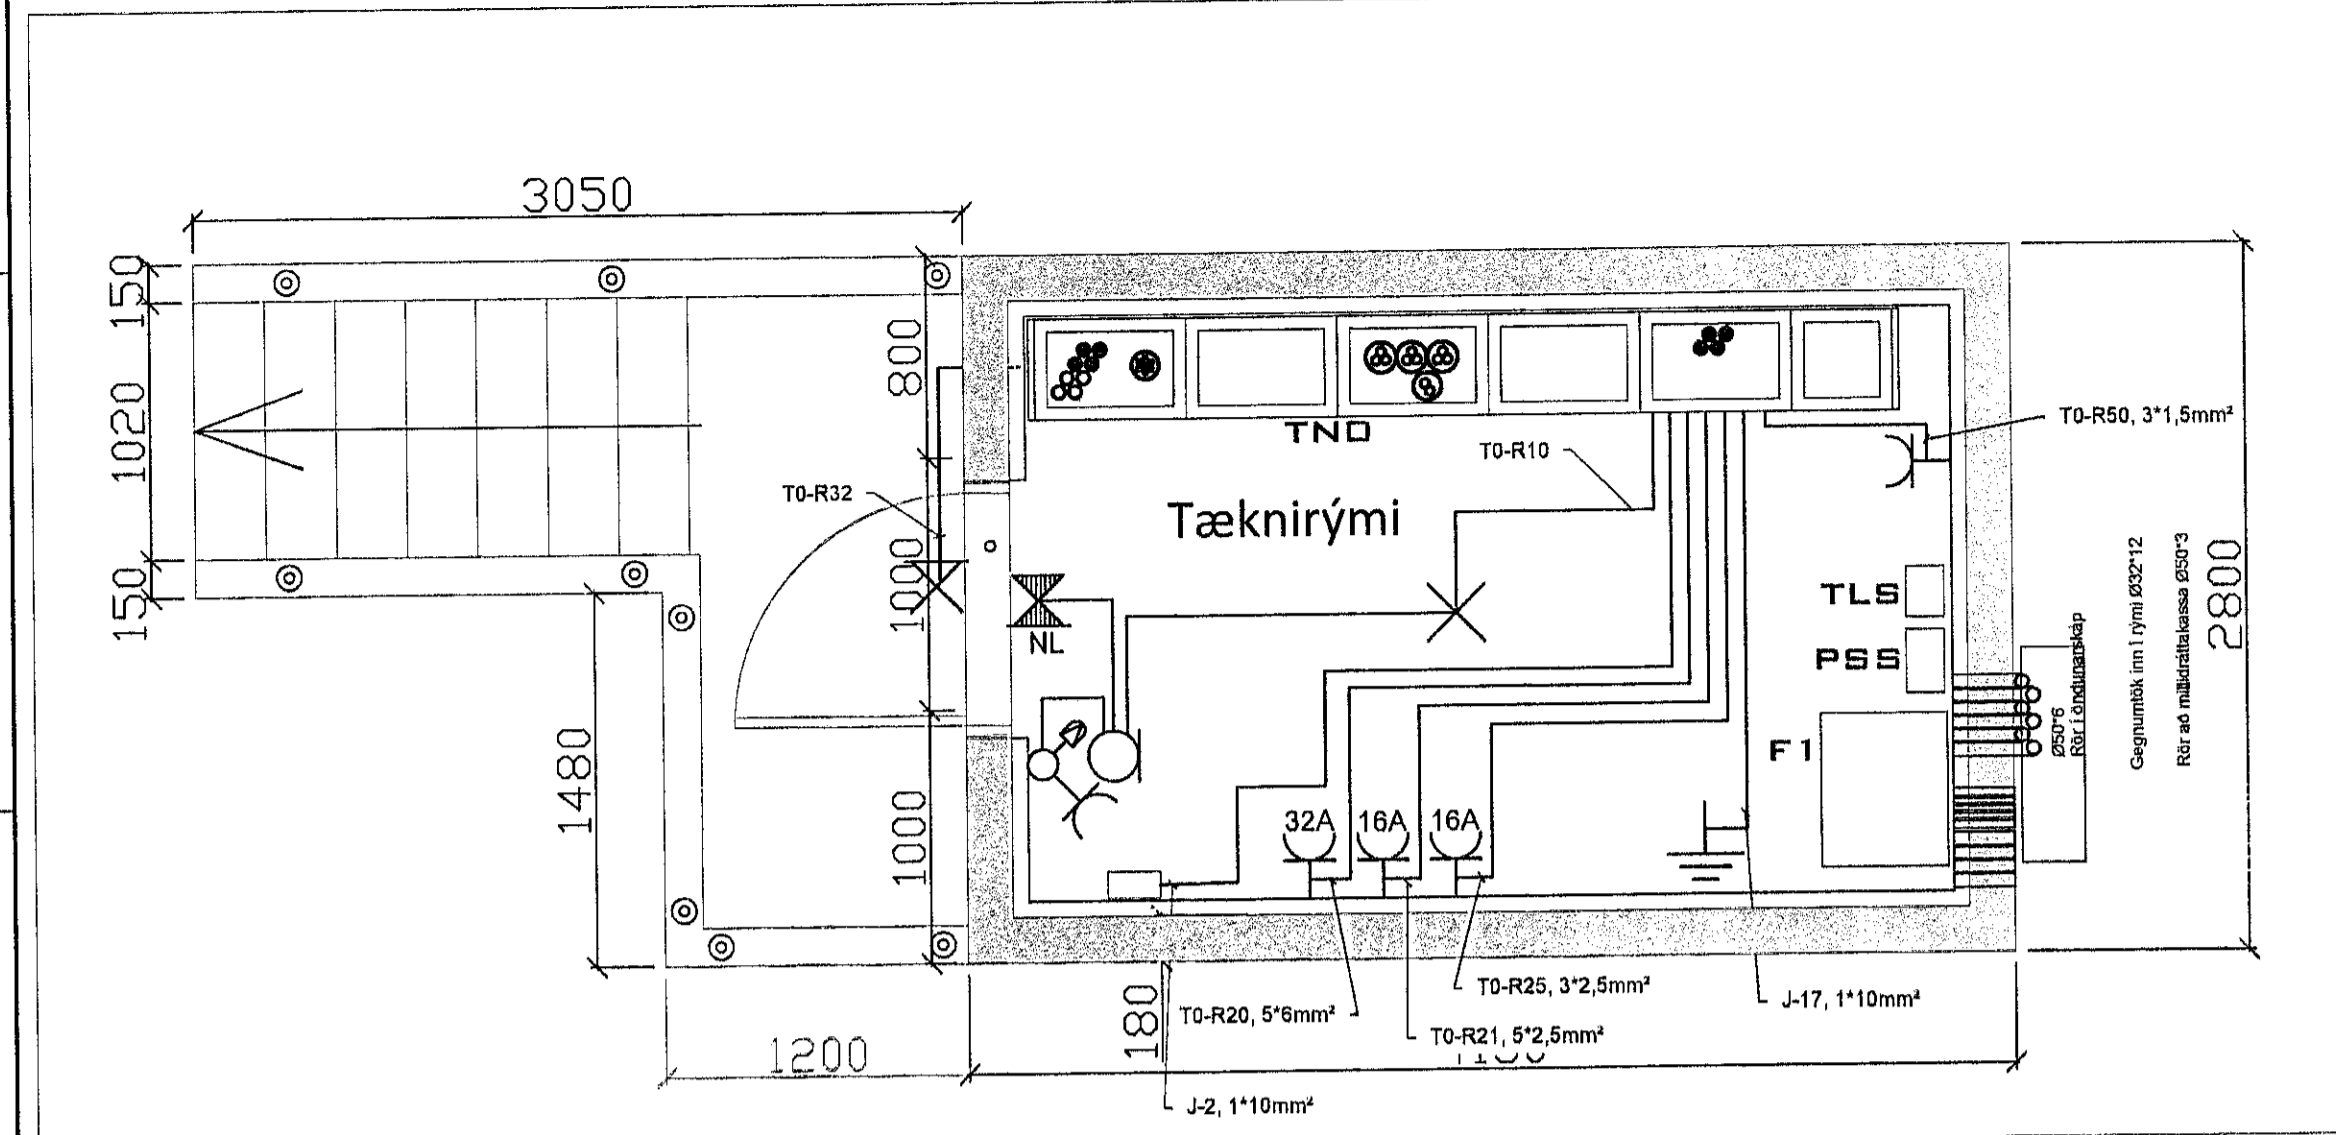 3050
150
1020
150
800
1000
1000
1480
1200
180
2800
TND
T0-R10
T0-R32
Tæknirými
NL
T0-R50, 3*1,5mm²
TLS
PSS
F1
32A
16A
16A
Ø50*6
Rör í öndunarskáp
Gegnumtök inn í rými Ø32*12
Rör að miðdráttakassa Ø50*3
T0-R20, 5*6mm²
T0-R21, 5*2,5mm²
T0-R25, 3*2,5mm²
J-17, 1*10mm²
J-2, 1*10mm²